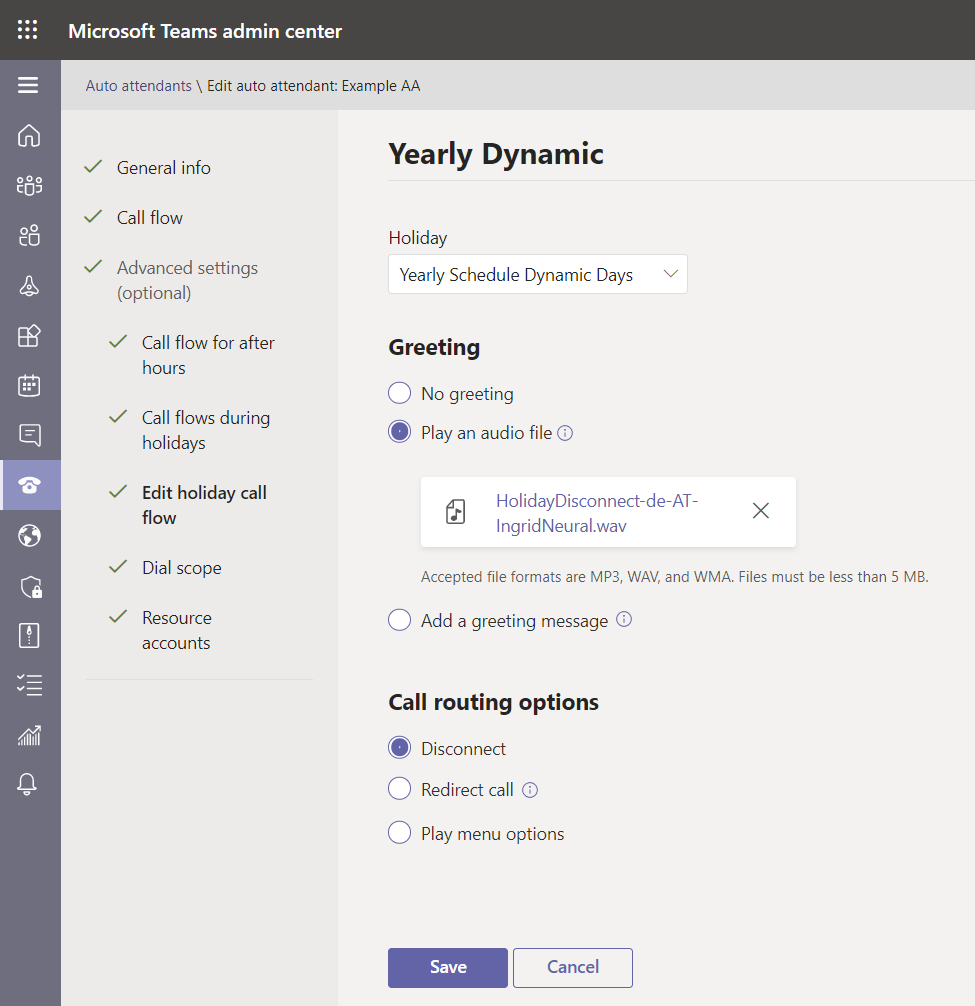 Microsoft Teams admin center
Auto attendants \ Edit auto attendant: Example AA
General info
Call flow
Advanced settings
(optional)
Call flow for after
hours
Call flows during
holidays
Edit holiday call
flow
Dial scope
Resource
accounts
Yearly Dynamic
Holiday
Yearly Schedule Dynamic Days
Greeting
No greeting
Play an audio file
HolidayDisconnect-de-AT-
IngridNeural.wav
Accepted file formats are MP3, WAV, and WMA. Files must be less than 5 MB.
Add a greeting message
Call routing options
Disconnect
Redirect call
Play menu options
Save
Cancel